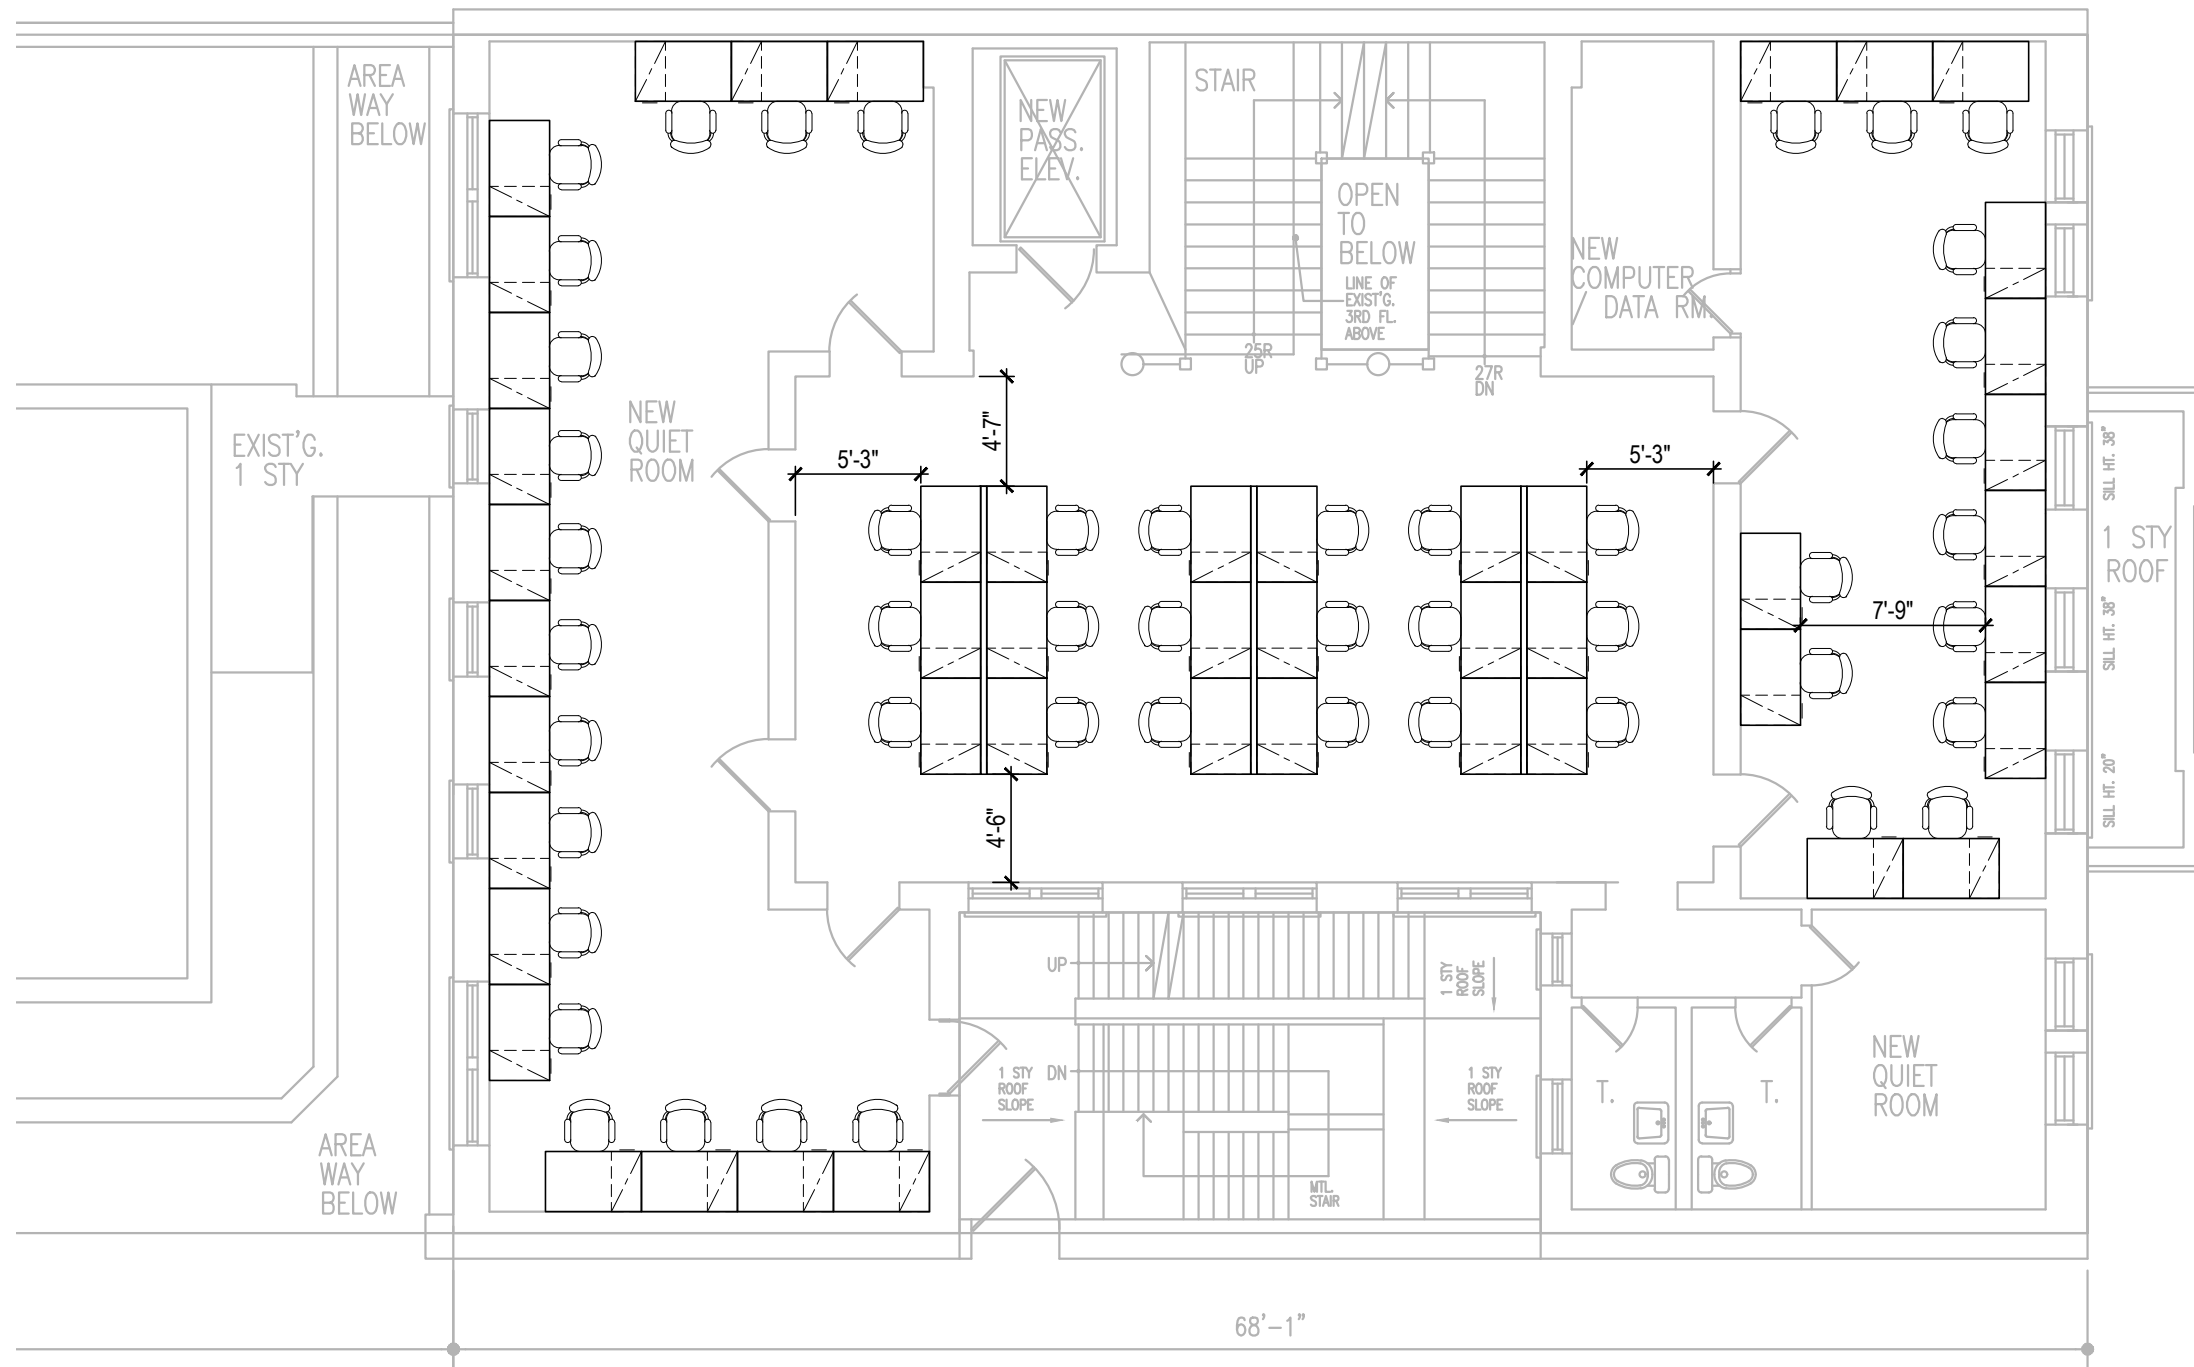 AREA
WAY
BELOW
NEW
PASS.
ELEV.
STAIR
OPEN
TO
BELOW
LINE OF
EXIST'G.
3RD FL.
ABOVE
NEW
COMPUTER
DATA RM.
25R
UP
27R
DN
EXIST'G.
1 STY
NEW
QUIET
ROOM
4'-7"
5'-3"
5'-3"
SILL HT. 38"
1 STY
ROOF
7'-9"
SILL HT. 38"
SILL HT. 20"
4'-6"
UP
1 STY
ROOF
SLOPE
1 STY
ROOF
SLOPE
DN
1 STY
ROOF
SLOPE
T.
T.
NEW
QUIET
ROOM
AREA
WAY
BELOW
MTL.
STAIR
68'-1"